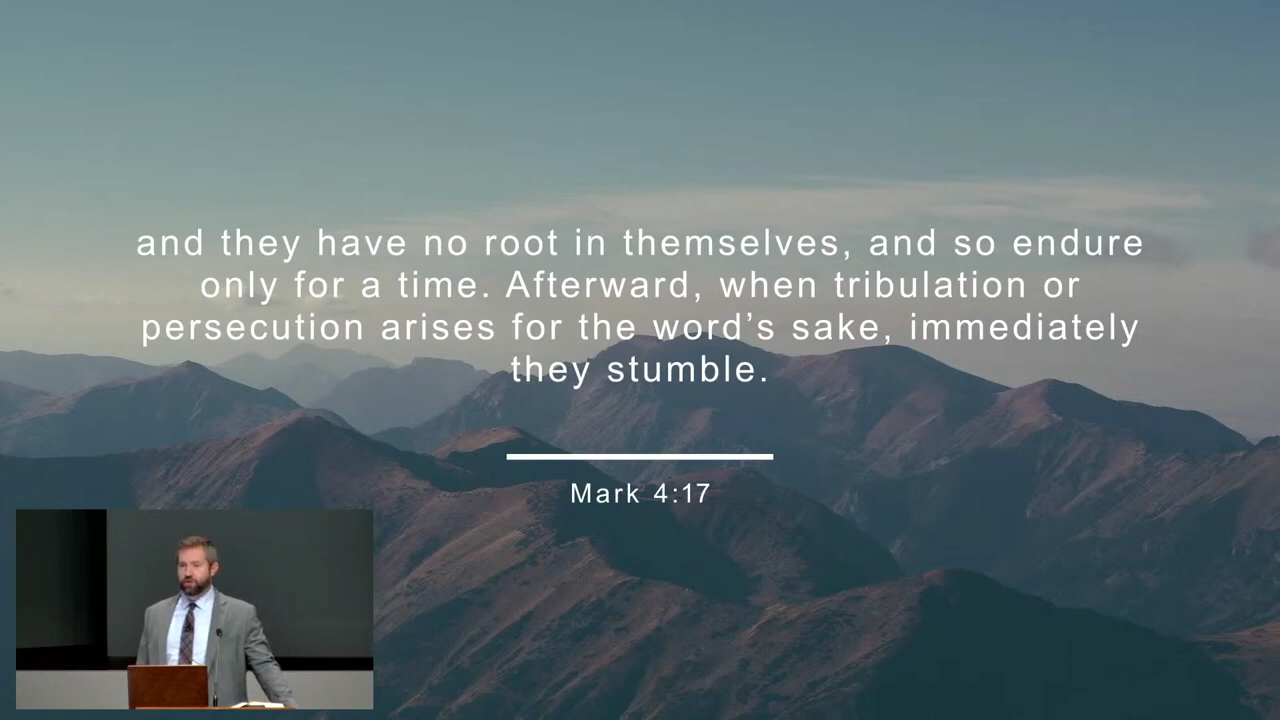 and they have no root in themselves, and so endure
only for a time. Afterward, when tribulation or
persecution arises for the word’s sake, immediately
they stumble.
Mark 4:17